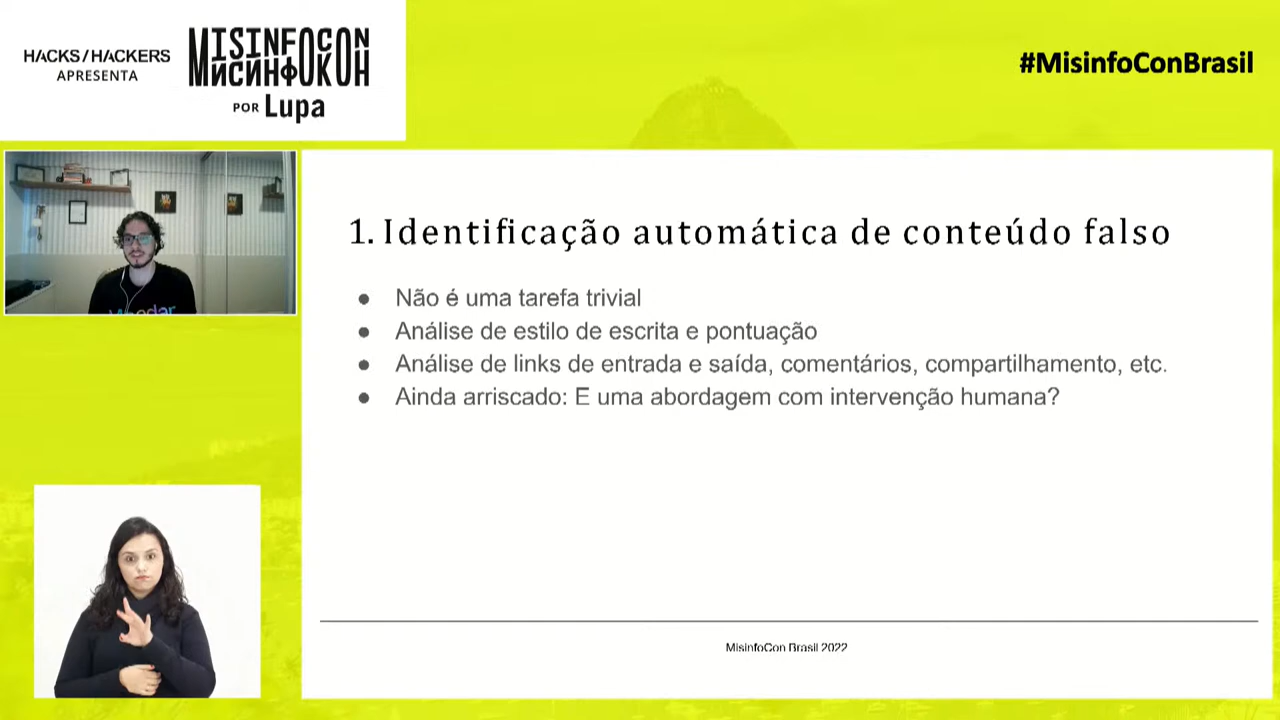 HACKS/HACKERS
APRESENTA
MISINFOCON
МИСИНФОКОН
POR Lupa
#MisinfoConBrasil
1. Identificação automática de conteúdo falso
● Não é uma tarefa trivial
● Análise de estilo de escrita e pontuação
● Análise de links de entrada e saída, comentários, compartilhamento, etc.
● Ainda arriscado: E uma abordagem com intervenção humana?
MisinfoCon Brasil 2022